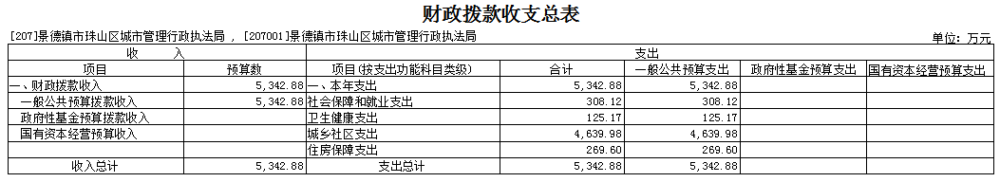 财政拨款收支总表
[207]景德镇市珠山区城市管理行政执法局 , [207001]景德镇市珠山区城市管理行政执法局 单位：万元
收 入 支出
项目 预算数 项目(按支出功能科目类级) 合计 一般公共预算支出 政府性基金预算支出 国有资本经营预算支出
一、财政拨款收入 5,342.88 一、本年支出 5,342.88 5,342.88
一般公共预算拨款收入 5,342.88 社会保障和就业支出 308.12 308.12
政府性基金预算拨款收入 卫生健康支出 125.17 125.17
国有资本经营预算收入 城乡社区支出 4,639.98 4,639.98
住房保障支出 269.60 269.60
收入总计 5,342.88 支出总计 5,342.88 5,342.88